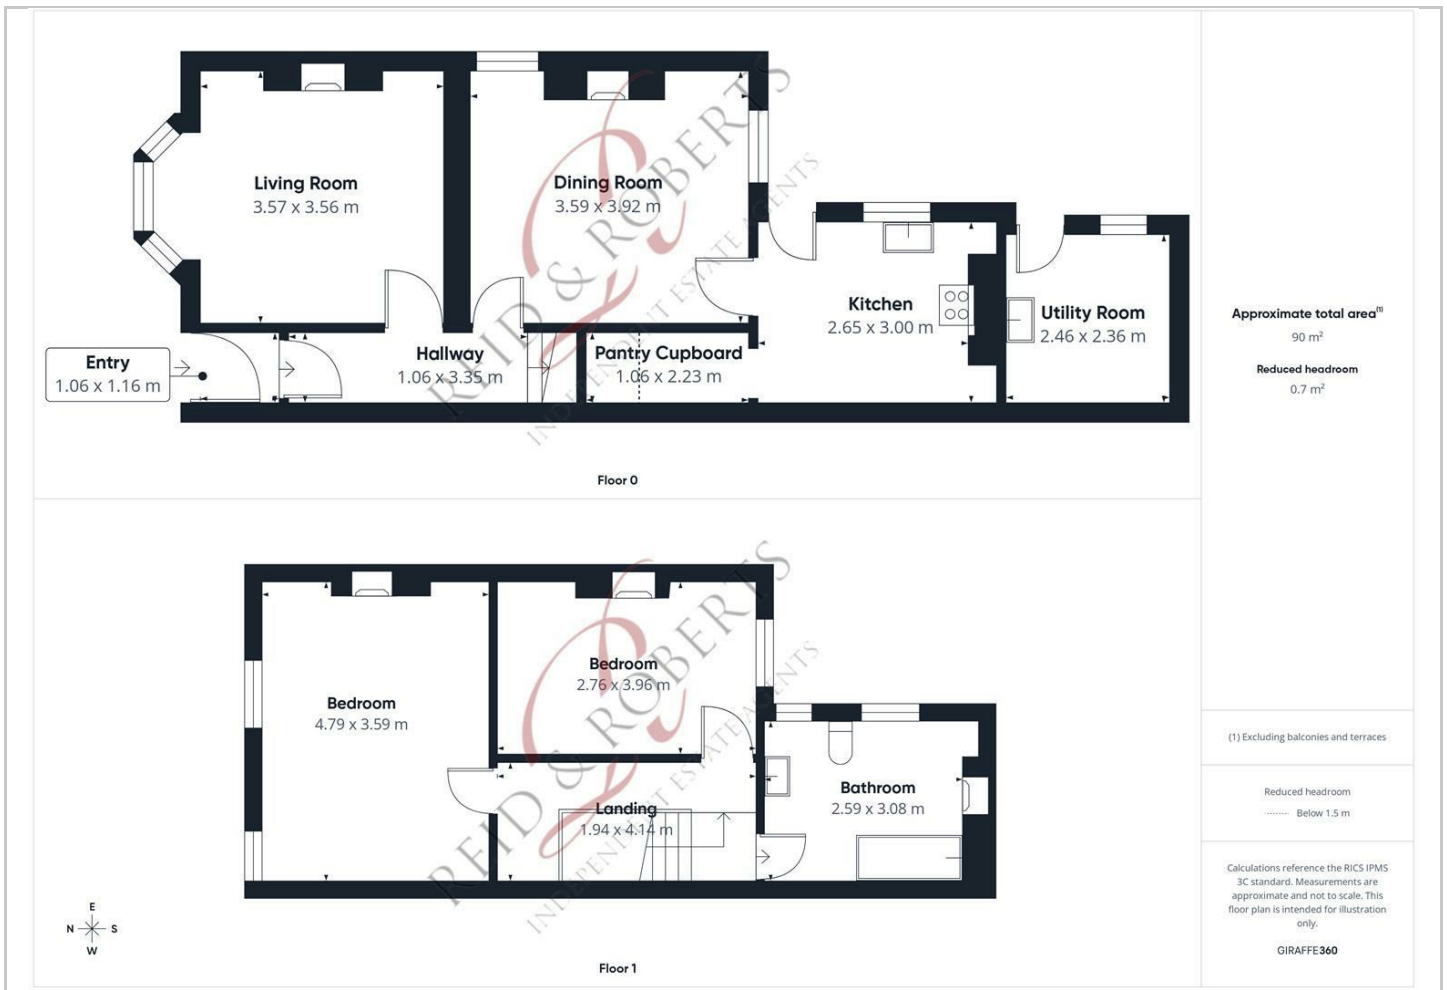 Living Room
3.57 x 3.56 m
Dining Room
3.59 x 3.92 m
Kitchen
2.65 x 3.00 m
Utility Room
2.46 x 2.36 m
Entry
1.06 x 1.16 m
Hallway
1.06 x 3.35 m
Pantry Cupboard
1.06 x 2.23 m
REID & ROBERTS
INDEPENDENT ESTATE AGENTS
Floor 0
Bedroom
4.79 x 3.59 m
Bedroom
2.76 x 3.96 m
Landing
1.94 x 4.14 m
Bathroom
2.59 x 3.08 m
REID & ROBERTS
INDEPENDENT ESTATE AGENTS
E
N S
W
Floor 1
Approximate total area(1)
90 m²
Reduced headroom
0.7 m²
(1) Excluding balconies and terraces
Reduced headroom
Below 1.5 m
Calculations reference the RICS IPMS
3C standard. Measurements are
approximate and not to scale. This
floor plan is intended for illustration
only.
GIRAFFE360